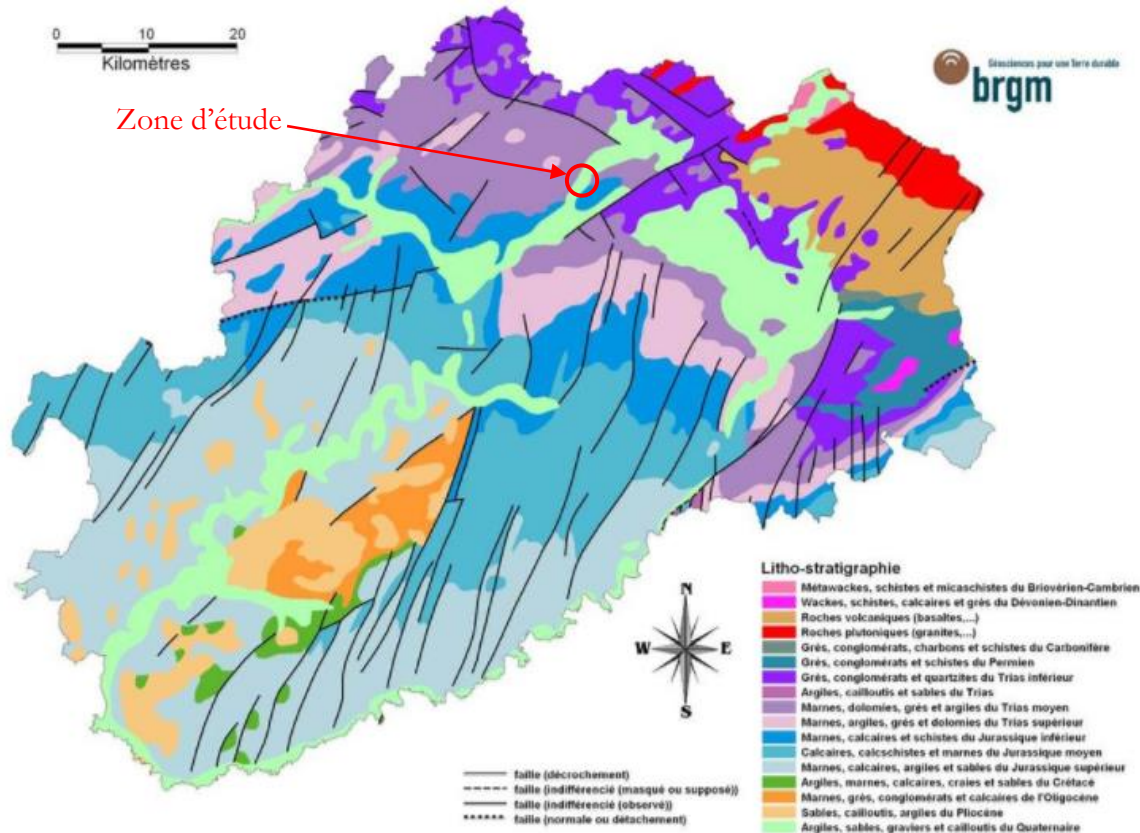 0 10 20
Kilomètres
Géosciences pour une Terre durable
brgm
Zone d'étude
N
W E
S
Litho-stratigraphie
Métawackes, schistes et micaschistes du Briovérien-Cambrien
Wackes, schistes, calcaires et grès du Dévonien-Dinantien
Roches volcaniques (basaltes,...)
Roches plutoniques (granites,...)
Grès, conglomérats, charbons et schistes du Carbonifère
Grès, conglomérats et schistes du Permien
Grès, conglomérats et quartzites du Trias inférieur
Argiles, cailloutis et sables du Trias
Marnes, dolomies, grès et argiles du Trias moyen
Marnes, argiles, grès et dolomies du Trias supérieur
Marnes, calcaires et schistes du Jurassique inférieur
Calcaires, calcschistes et marnes du Jurassique moyen
Marnes, calcaires, argiles et sables du Jurassique supérieur
Argiles, marnes, calcaires, craies et sables du Crétacé
Marnes, grès, conglomérats et calcaires de l'Oligocène
Sables, cailloutis, argiles du Pliocène
Argiles, sables, graviers et cailloutis du Quaternaire
faille (décrochement)
faille (indifférencié (masqué ou supposé))
faille (indifférencié (observé))
faille (normale ou détachement)